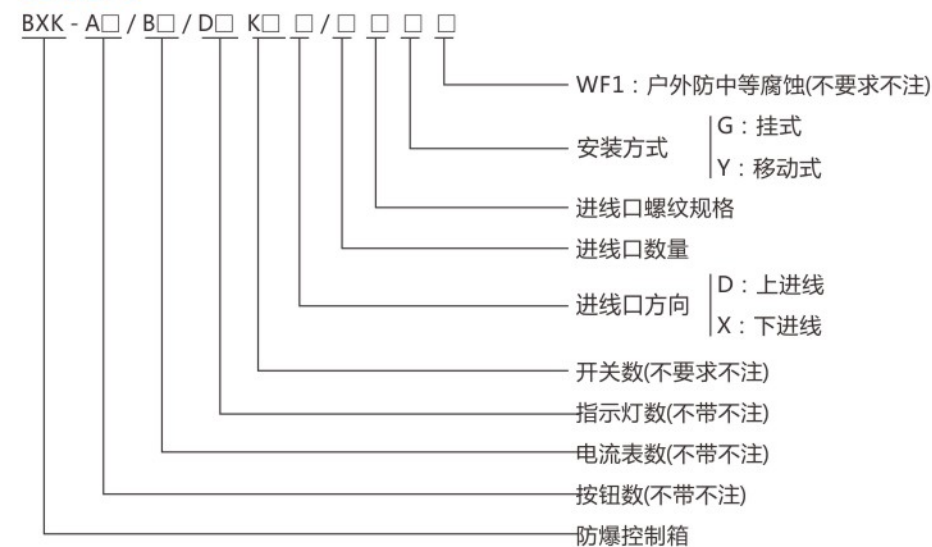 BXK - A□ / B□ / D□ K□ □ / □ □ □ □
WF1：户外防中等腐蚀(不要求不注)
安装方式
G：挂式
Y：移动式
进线口螺纹规格
进线口数量
进线口方向
D：上进线
X：下进线
开关数(不要求不注)
指示灯数(不带不注)
电流表数(不带不注)
按钮数(不带不注)
防爆控制箱